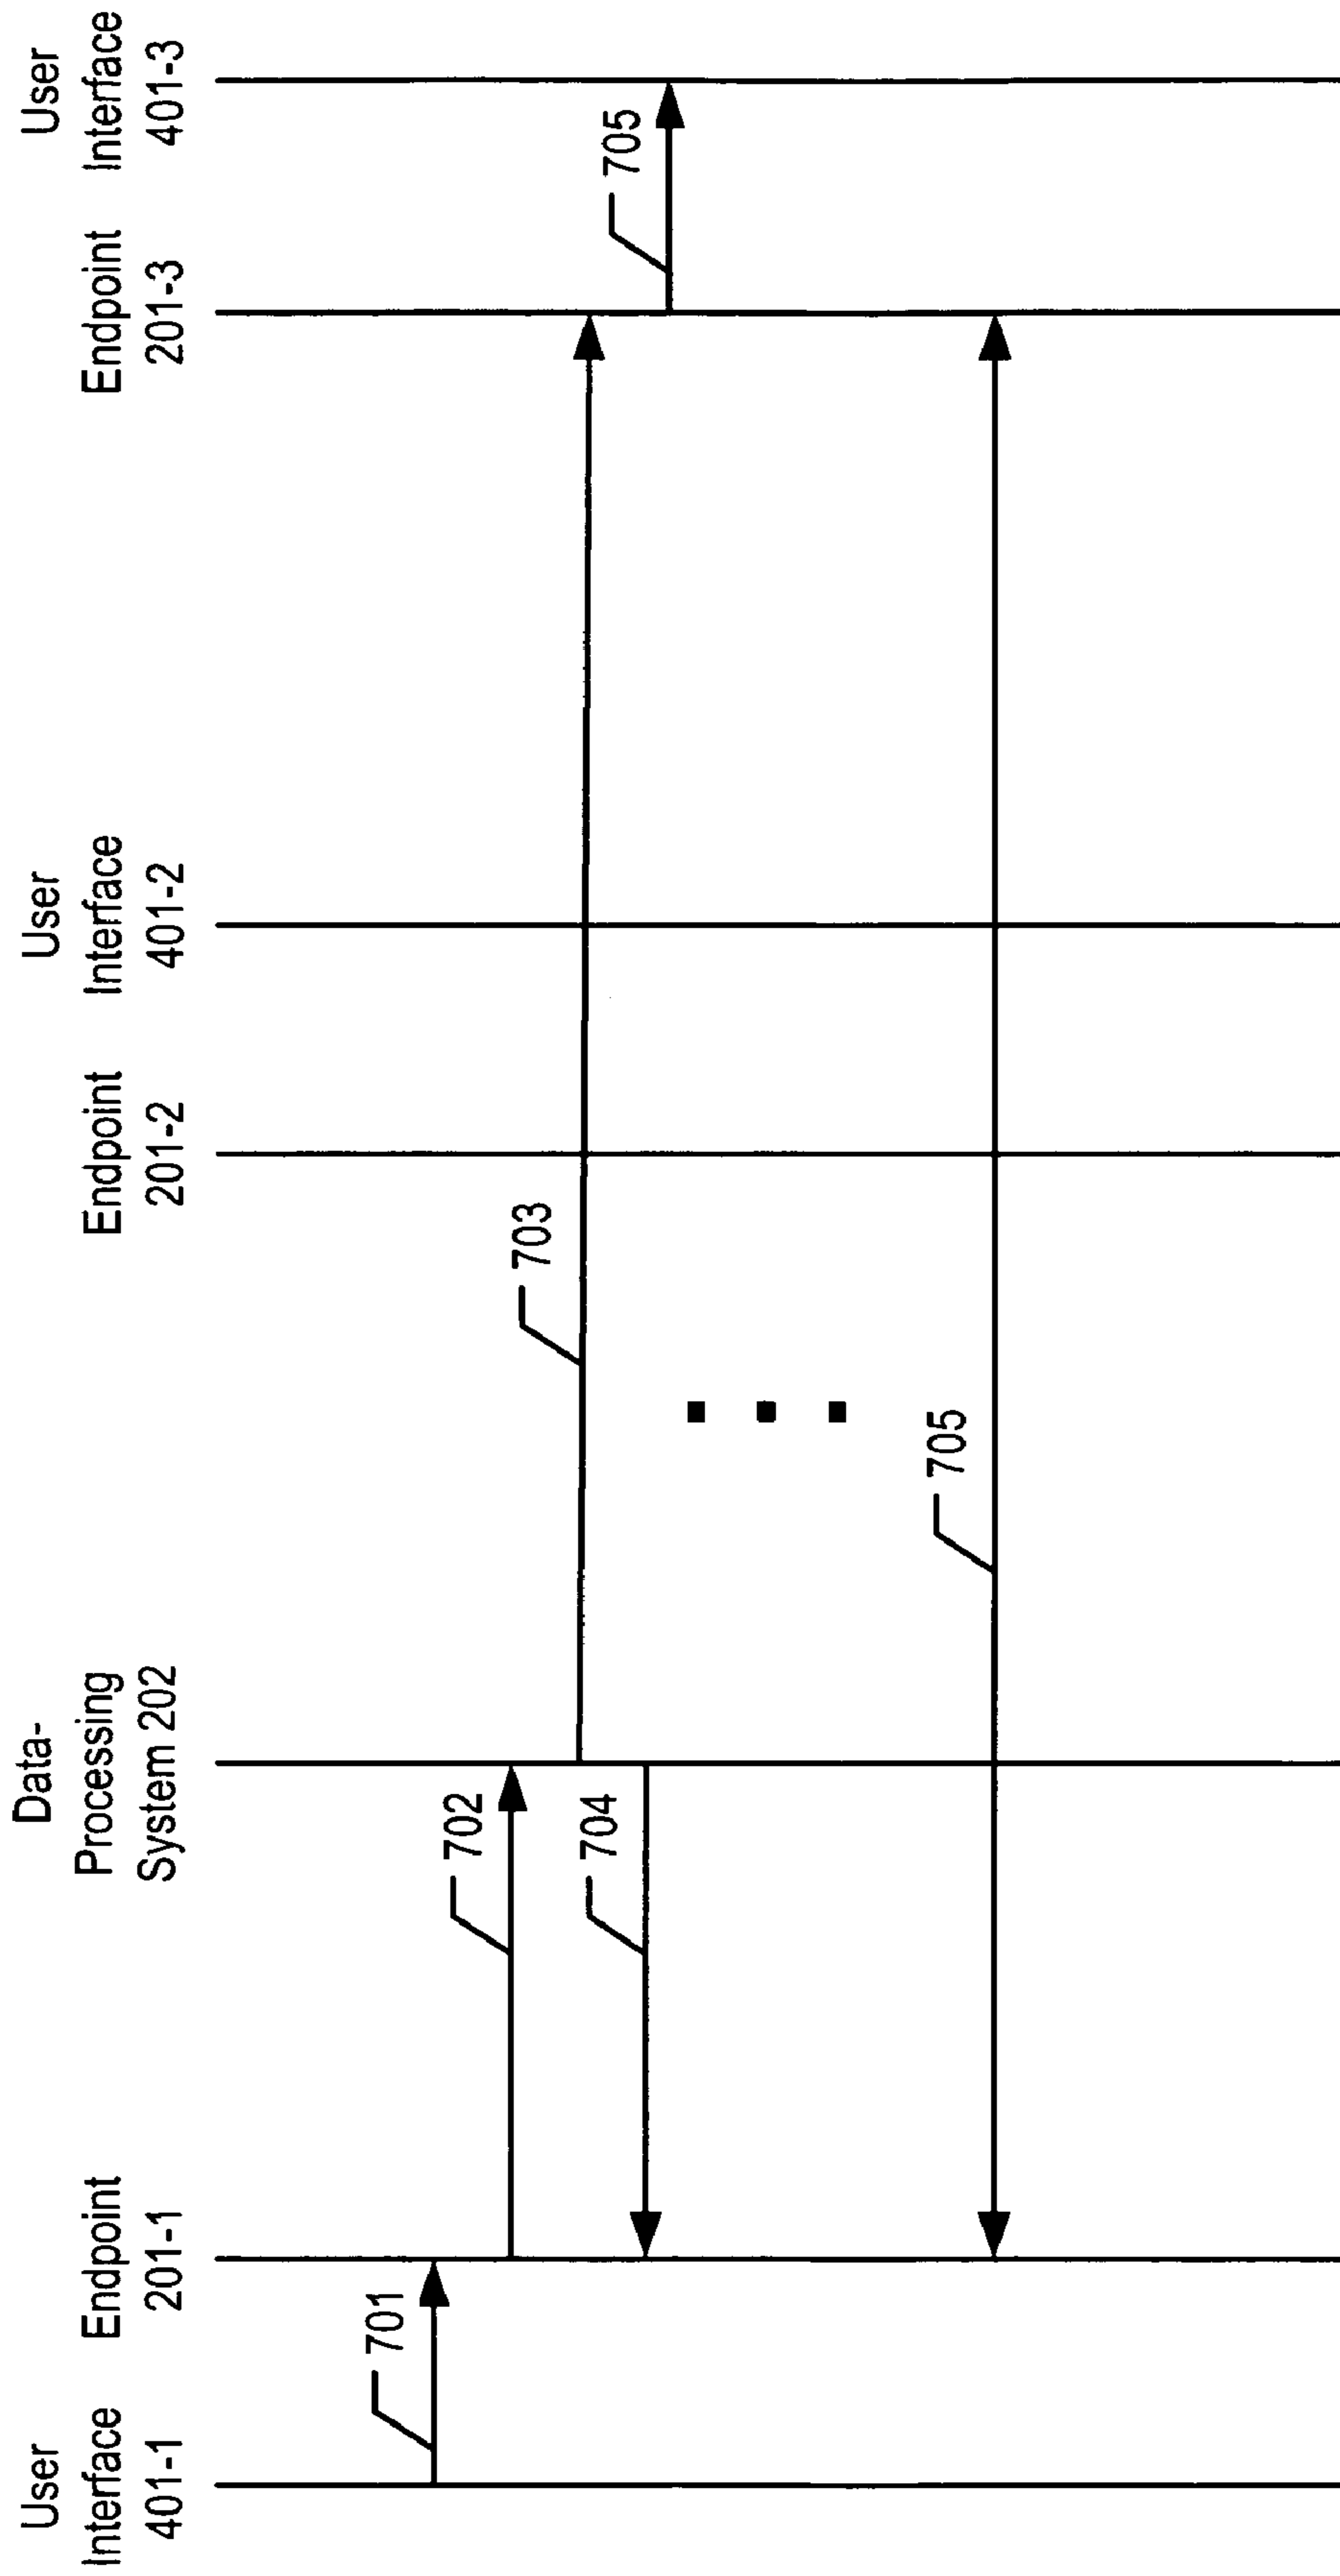 User
Interface
401-1
Endpoint
201-1
Data-
Processing
System 202
Endpoint
201-2
User
Interface
401-2
Endpoint
201-3
User
Interface
401-3
701
702
703
704
705
705